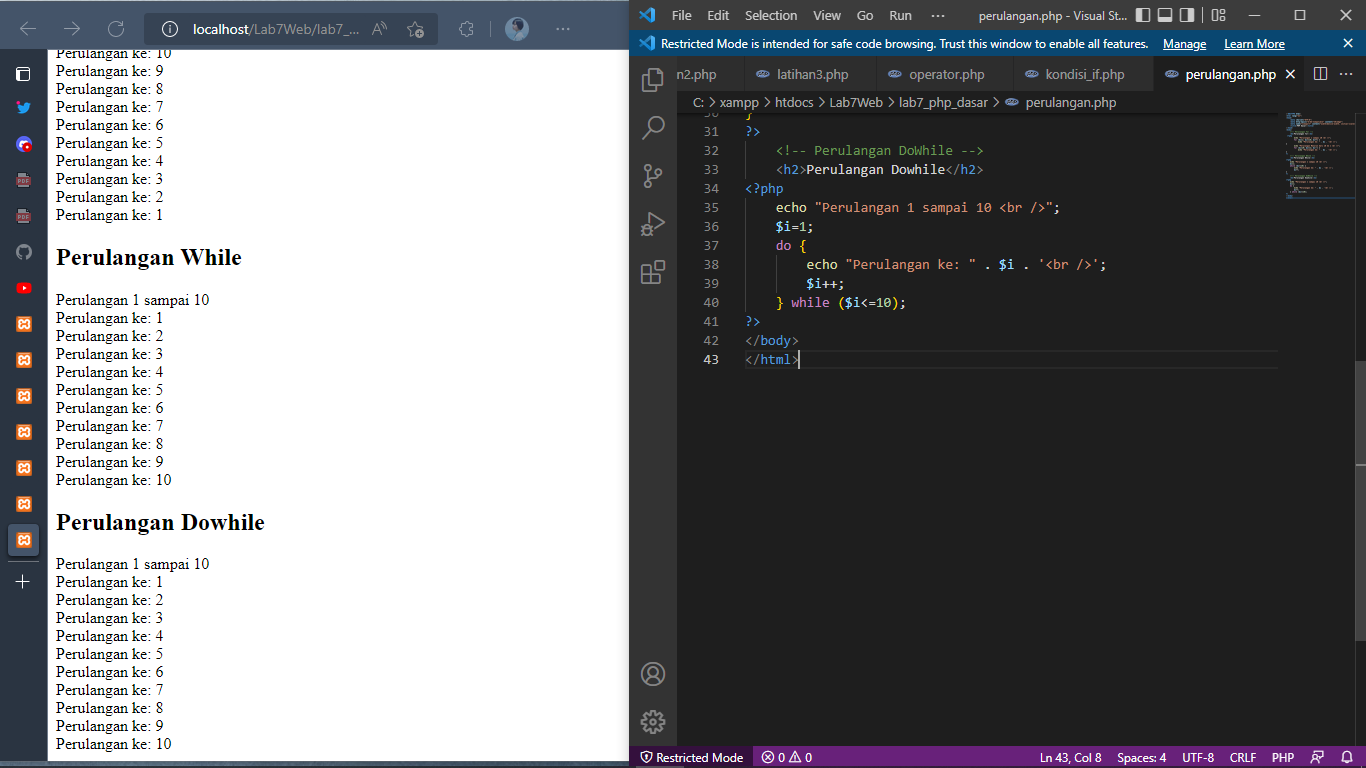 localhost/Lab7Web/lab7_...
Perulangan ke: 10
Perulangan ke: 9
Perulangan ke: 8
Perulangan ke: 7
Perulangan ke: 6
Perulangan ke: 5
Perulangan ke: 4
Perulangan ke: 3
Perulangan ke: 2
Perulangan ke: 1
Perulangan While
Perulangan 1 sampai 10
Perulangan ke: 1
Perulangan ke: 2
Perulangan ke: 3
Perulangan ke: 4
Perulangan ke: 5
Perulangan ke: 6
Perulangan ke: 7
Perulangan ke: 8
Perulangan ke: 9
Perulangan ke: 10
Perulangan Dowhile
Perulangan 1 sampai 10
Perulangan ke: 1
Perulangan ke: 2
Perulangan ke: 3
Perulangan ke: 4
Perulangan ke: 5
Perulangan ke: 6
Perulangan ke: 7
Perulangan ke: 8
Perulangan ke: 9
Perulangan ke: 10
File Edit Selection View Go Run ··· perulangan.php - Visual St...
Restricted Mode is intended for safe code browsing. Trust this window to enable all features. Manage Learn More
n2.php latihan3.php operator.php kondisi_if.php perulangan.php
C: > xampp > htdocs > Lab7Web > lab7_php_dasar > perulangan.php
30 }
31 ?>
32 <!-- Perulangan DoWhile -->
33 <h2>Perulangan Dowhile</h2>
34 <?php
35 echo "Perulangan 1 sampai 10 <br />";
36 $i=1;
37 do {
38 echo "Perulangan ke: " . $i . '<br />';
39 $i++;
40 } while ($i<=10);
41 ?>
42 </body>
43 </html>
Restricted Mode 0 0 Ln 43, Col 8 Spaces: 4 UTF-8 CRLF PHP